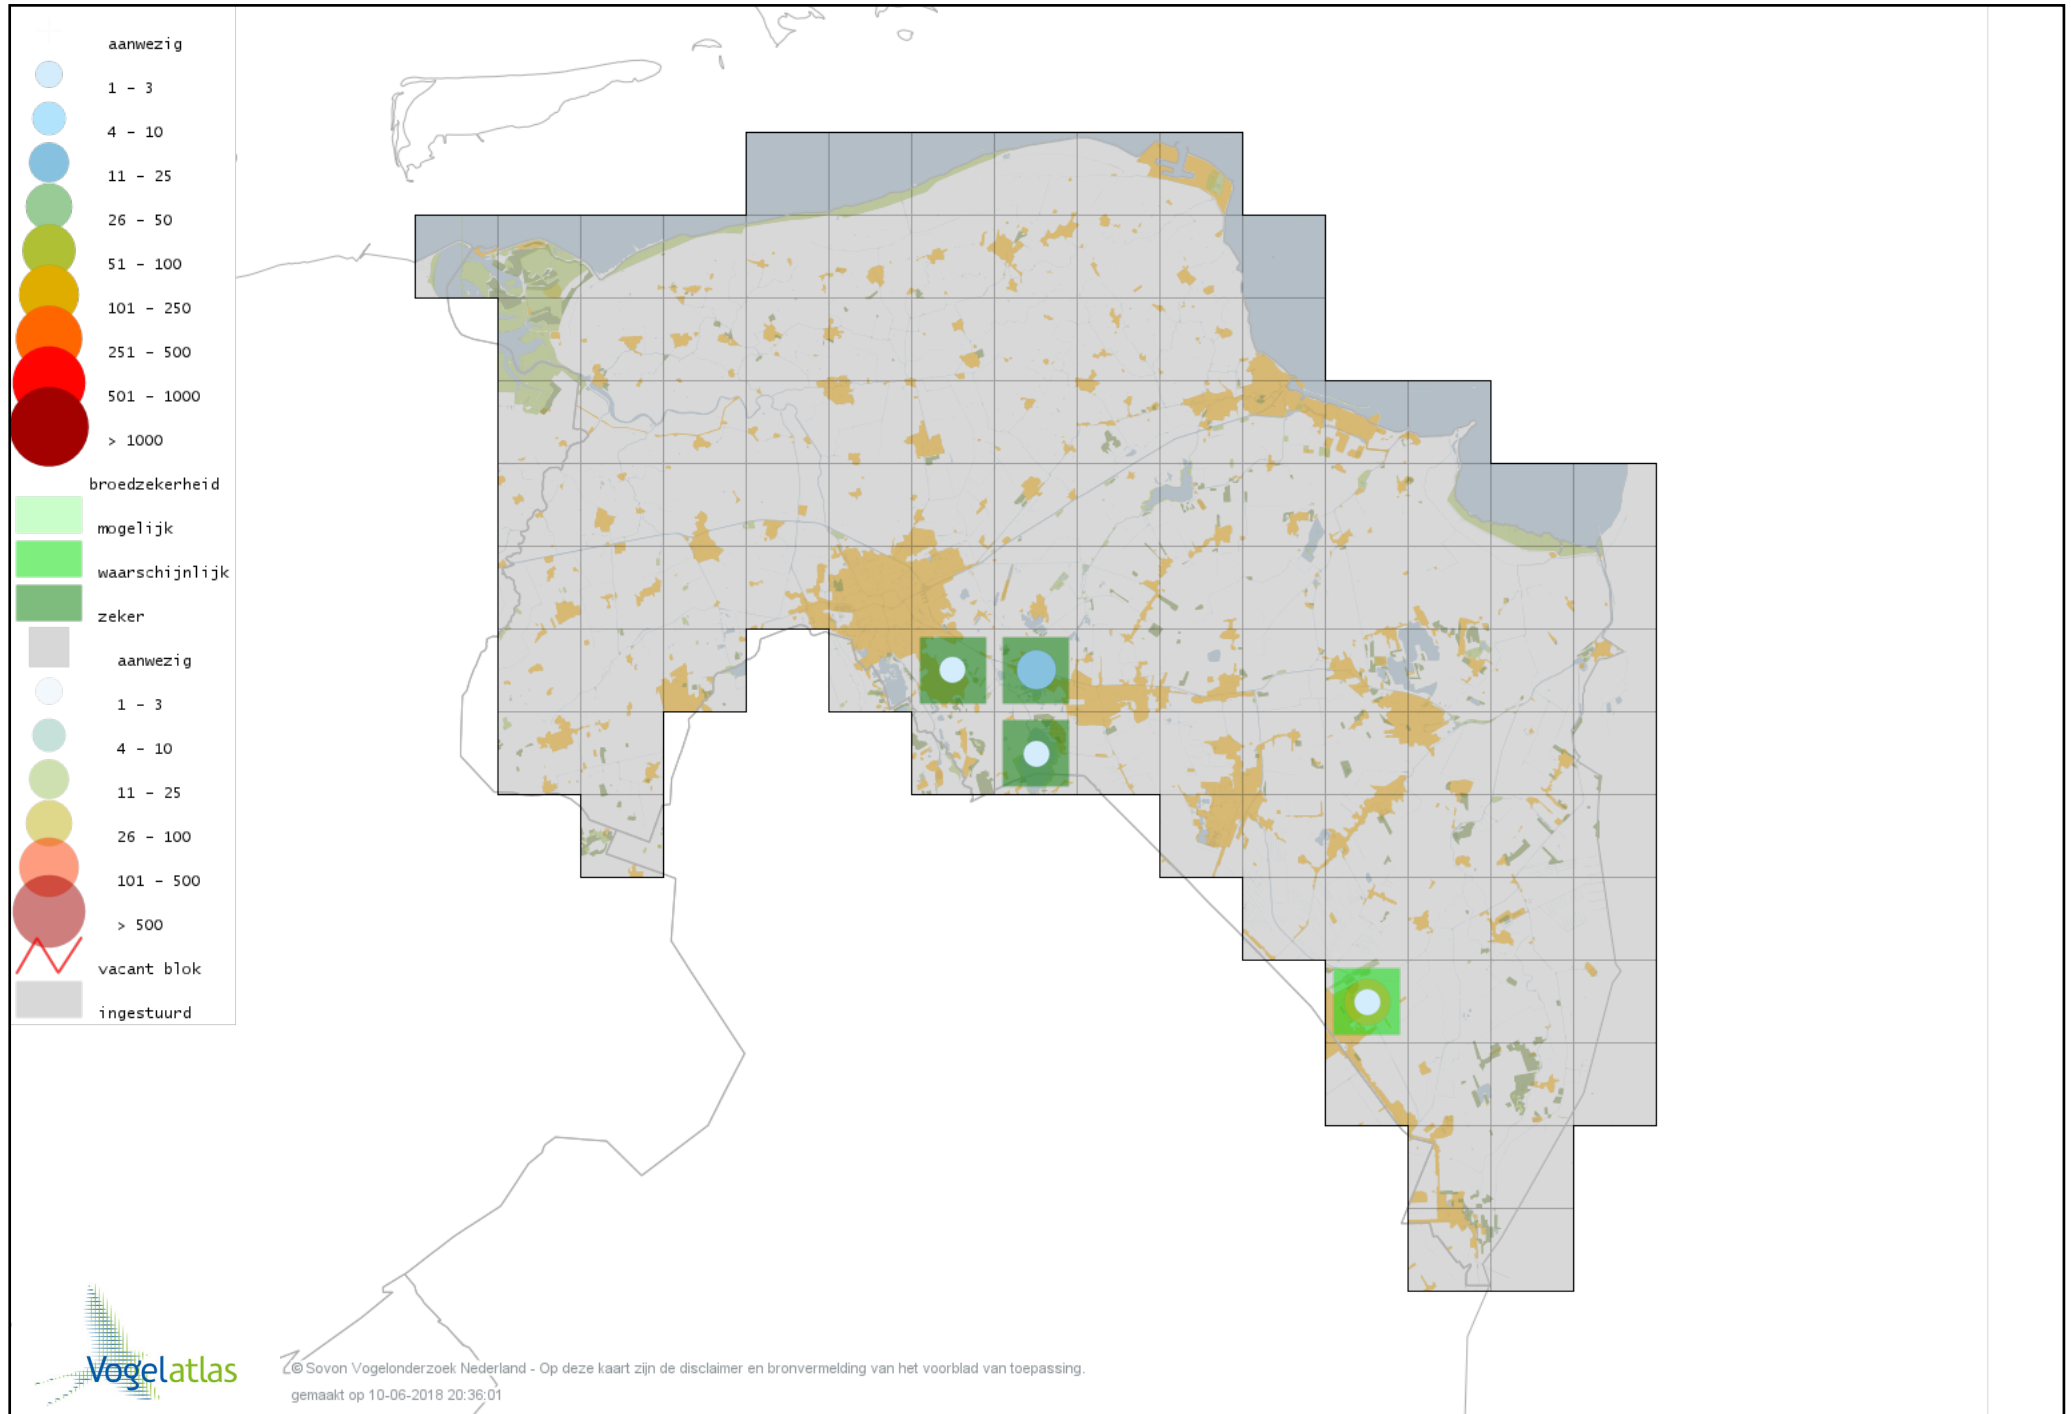 aanwezig
1 - 3
4 - 10
11 - 25
26 - 50
51 - 100
101 - 250
251 - 500
501 - 1000
> 1000
broedzekerheid
mogelijk
waarschijnlijk
zeker
aanwezig
1 - 3
4 - 10
11 - 25
26 - 100
101 - 500
> 500
vacant blok
ingestuurd
Vogelatlas
© Sovon Vogelonderzoek Nederland - Op deze kaart zijn de disclaimer en bronvermelding van het voorblad van toepassing.
gemaakt op 10-06-2018 20:36:01